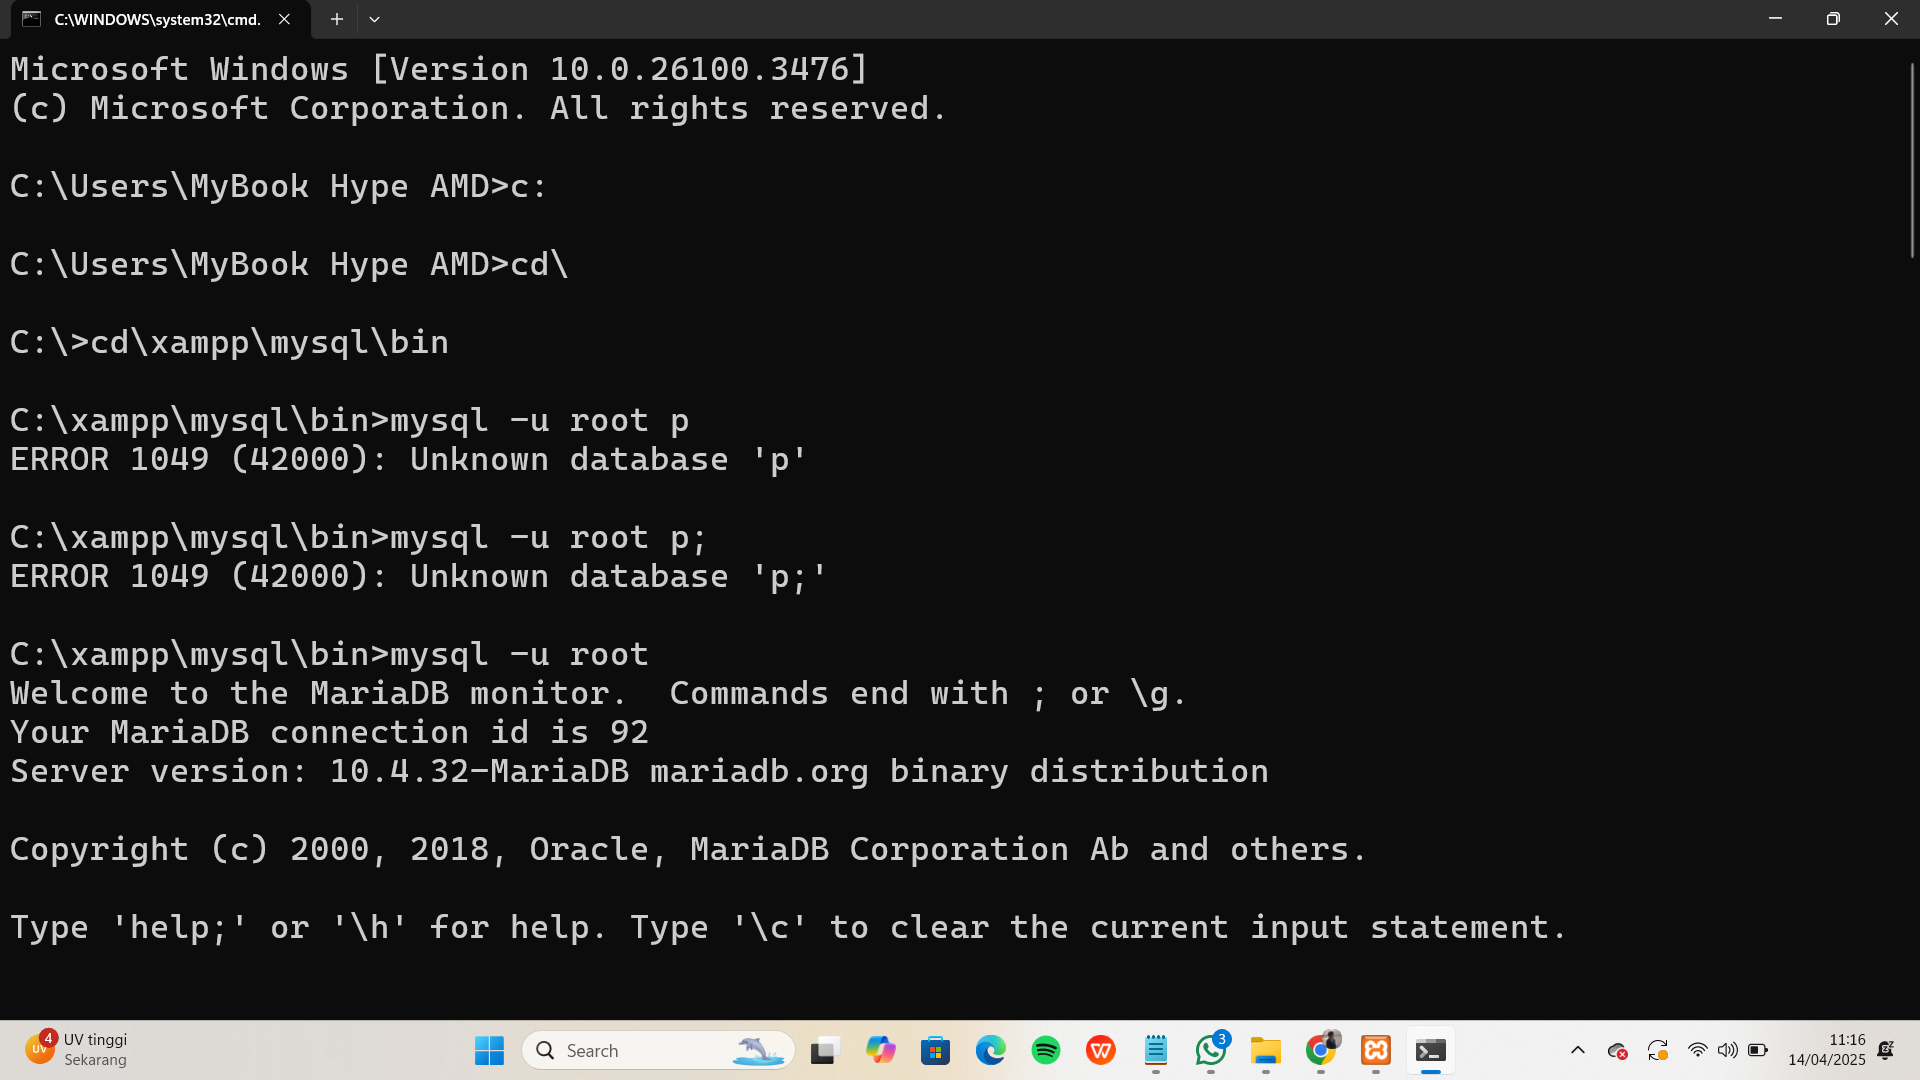 C:\WINDOWS\system32\cmd.
Microsoft Windows [Version 10.0.26100.3476]
(c) Microsoft Corporation. All rights reserved.
C:\Users\MyBook Hype AMD>c:
C:\Users\MyBook Hype AMD>cd\
C:\>cd\xampp\mysql\bin
C:\xampp\mysql\bin>mysql -u root p
ERROR 1049 (42000): Unknown database 'p'
C:\xampp\mysql\bin>mysql -u root p;
ERROR 1049 (42000): Unknown database 'p;'
C:\xampp\mysql\bin>mysql -u root
Welcome to the MariaDB monitor.  Commands end with ; or \g.
Your MariaDB connection id is 92
Server version: 10.4.32-MariaDB mariadb.org binary distribution
Copyright (c) 2000, 2018, Oracle, MariaDB Corporation Ab and others.
Type 'help;' or '\h' for help. Type '\c' to clear the current input statement.
4
UV
UV tinggi
Sekarang
Search
3
11:16
14/04/2025